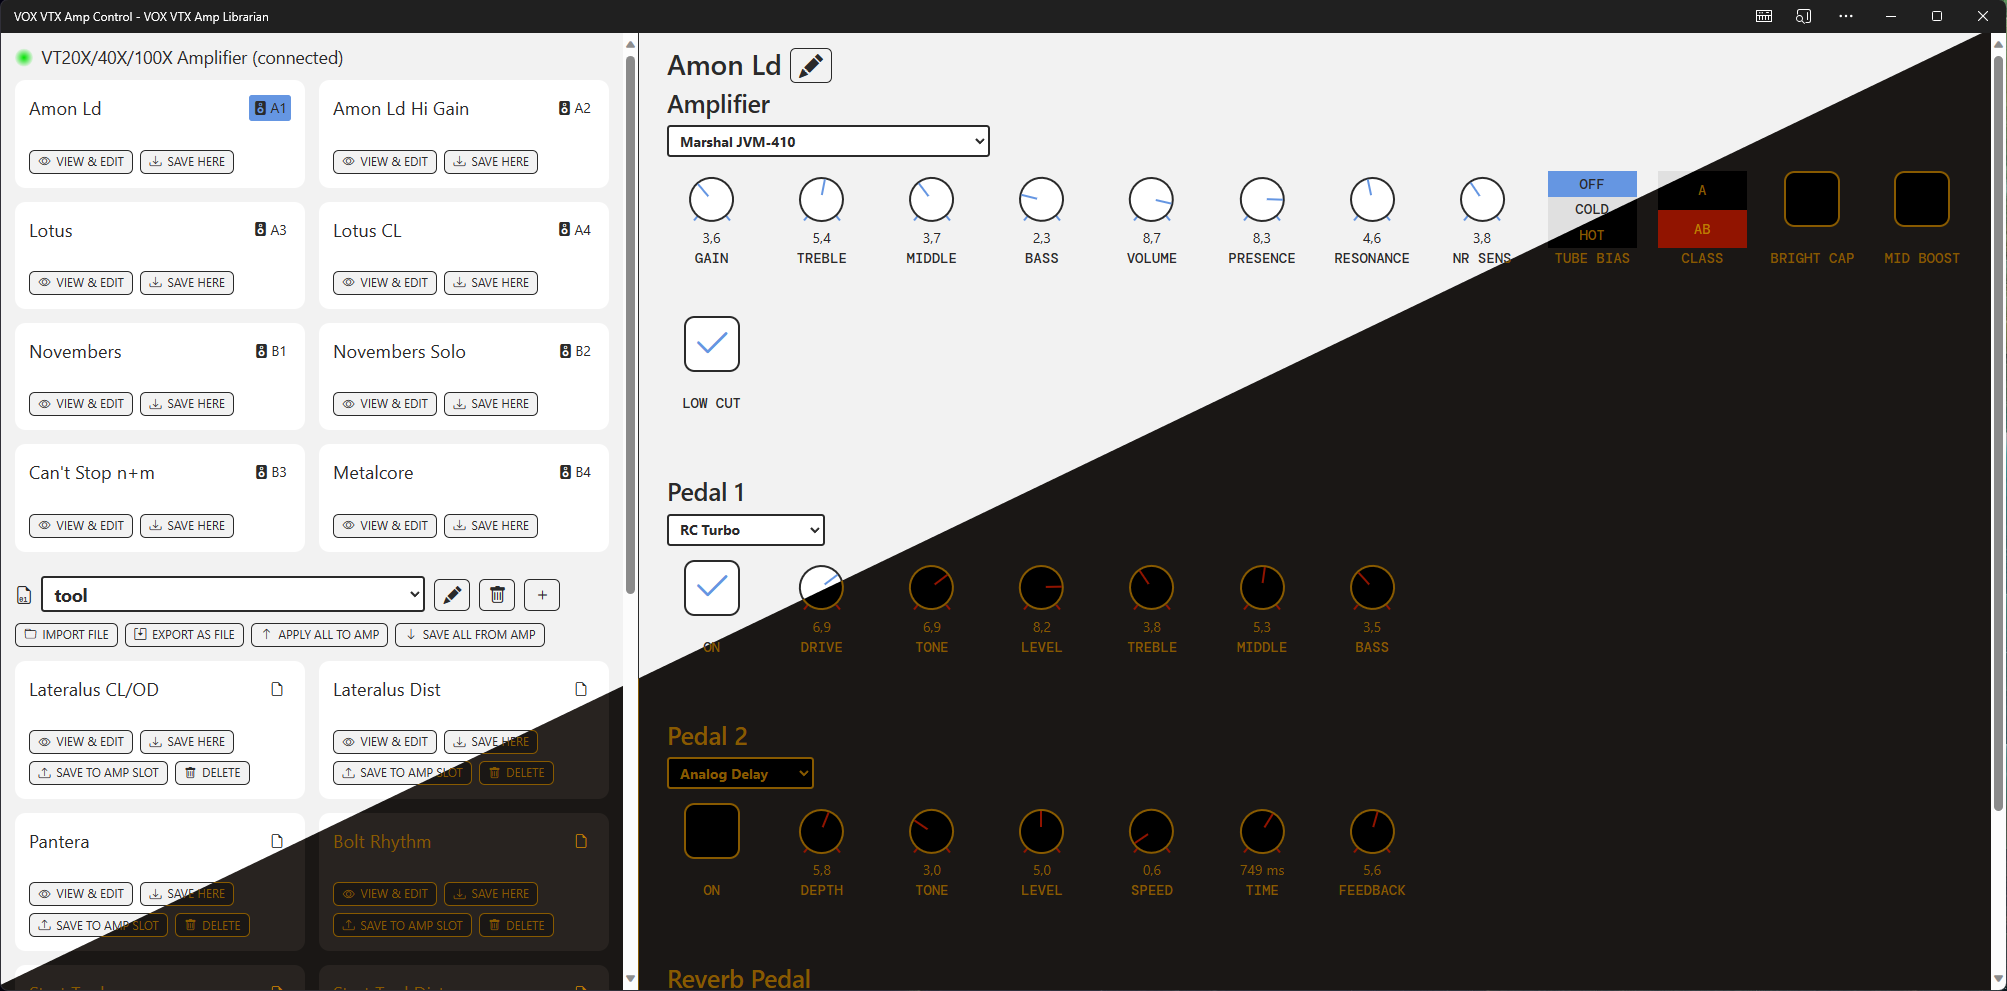 VOX VTX Amp Control - VOX VTX Amp Librarian
VT20X/40X/100X Amplifier (connected)
Amon Ld A1
VIEW & EDIT SAVE HERE
Amon Ld Hi Gain A2
VIEW & EDIT SAVE HERE
Lotus A3
VIEW & EDIT SAVE HERE
Lotus CL A4
VIEW & EDIT SAVE HERE
Novembers B1
VIEW & EDIT SAVE HERE
Novembers Solo B2
VIEW & EDIT SAVE HERE
Can't Stop n+m B3
VIEW & EDIT SAVE HERE
Metalcore B4
VIEW & EDIT SAVE HERE
tool
IMPORT FILE EXPORT AS FILE APPLY ALL TO AMP SAVE ALL FROM AMP
Lateralus CL/OD
VIEW & EDIT SAVE HERE
SAVE TO AMP SLOT DELETE
Lateralus Dist
VIEW & EDIT SAVE HERE
SAVE TO AMP SLOT DELETE
Pantera
VIEW & EDIT SAVE HERE
SAVE TO AMP SLOT DELETE
Bolt Rhythm
VIEW & EDIT SAVE HERE
SAVE TO AMP SLOT DELETE
Amon Ld
Amplifier
Marshal JVM-410
3,6 5,4 3,7 2,3 8,7 8,3 4,6 3,8
GAIN TREBLE MIDDLE BASS VOLUME PRESENCE RESONANCE NR SENS
OFF
COLD
HOT
TUBE BIAS
A
AB
CLASS
BRIGHT CAP
MID BOOST
LOW CUT
Pedal 1
RC Turbo
6,9 6,9 8,2 3,8 5,3 3,5
ON DRIVE TONE LEVEL TREBLE MIDDLE BASS
Pedal 2
Analog Delay
5,8 3,0 5,0 0,6 749 ms 5,6
ON DEPTH TONE LEVEL SPEED TIME FEEDBACK
Reverb Pedal